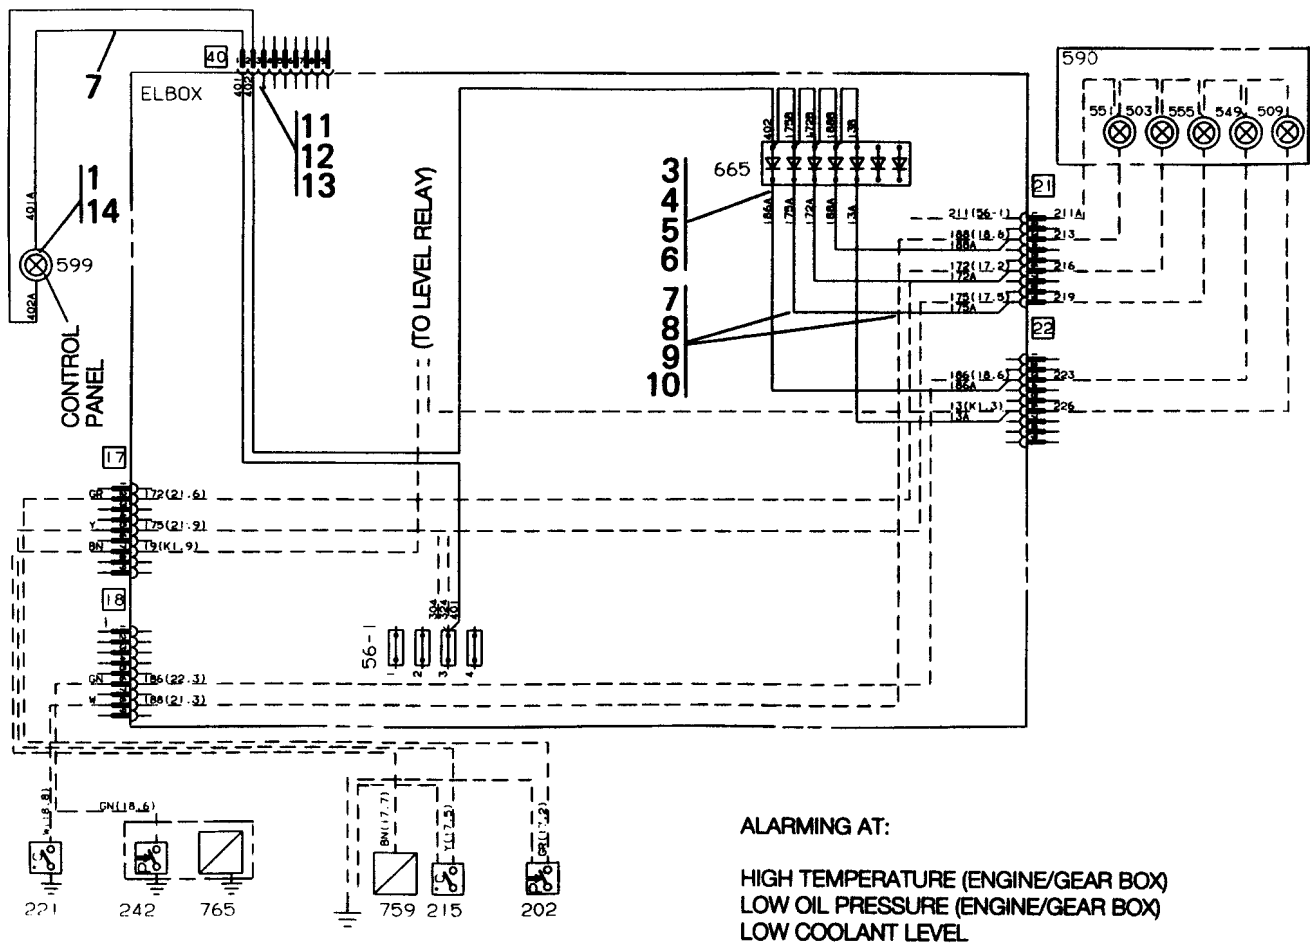 40
7
ELBOX
401
402
11
12
13
1
14
401A
599
402A
CONTROL
PANEL
(TO LEVEL RELAY)
3
4
5
6
7
8
9
10
665
402
175B
172B
188B
13B
186A
175A
172A
188A
13A
590
551
503
555
549
509
21
211(56-1)
211A
188(18.6)
213
188A
172(17.2)
216
172A
175(17.5)
219
175A
22
186(18.6)
223
186A
13(K1.3)
226
13A
17
GR
172(21.6)
Y
175(21.9)
BN
19(K1.9)
18
GN
186(22.3)
W
188(21.3)
304
324
401
56-1
1
2
3
4
W(18.8)
GN(18.6)
BN(17.7)
Y(17.5)
GR(17.2)
°C
P
°C
P
221
242
765
759
215
202
ALARMING AT:
HIGH TEMPERATURE (ENGINE/GEAR BOX)
LOW OIL PRESSURE (ENGINE/GEAR BOX)
LOW COOLANT LEVEL